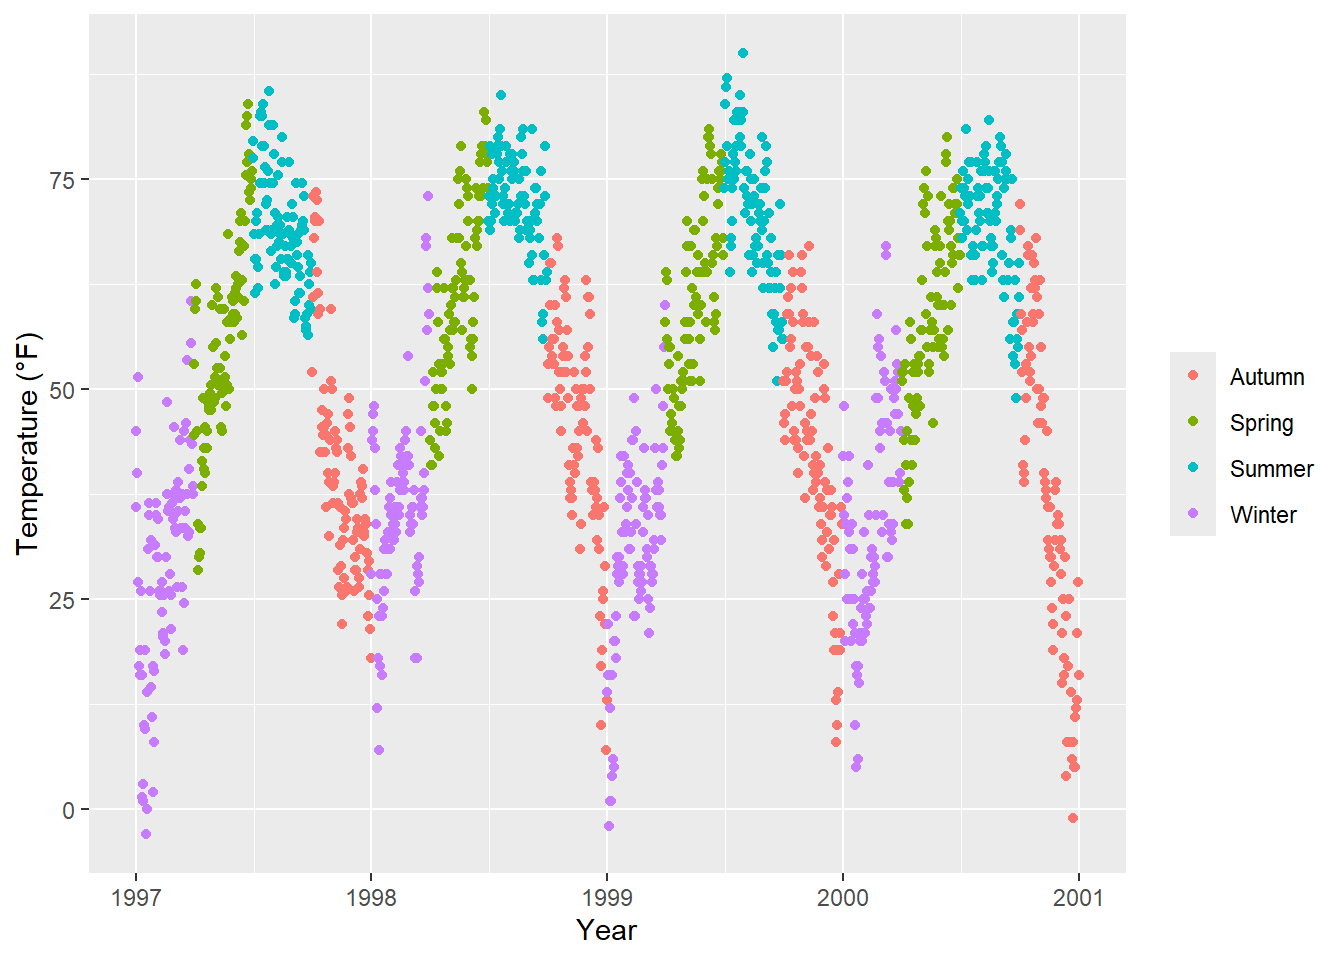 Temperature (°F)
75
50
25
0
1997
1998
1999
2000
2001
Year
Autumn
Spring
Summer
Winter